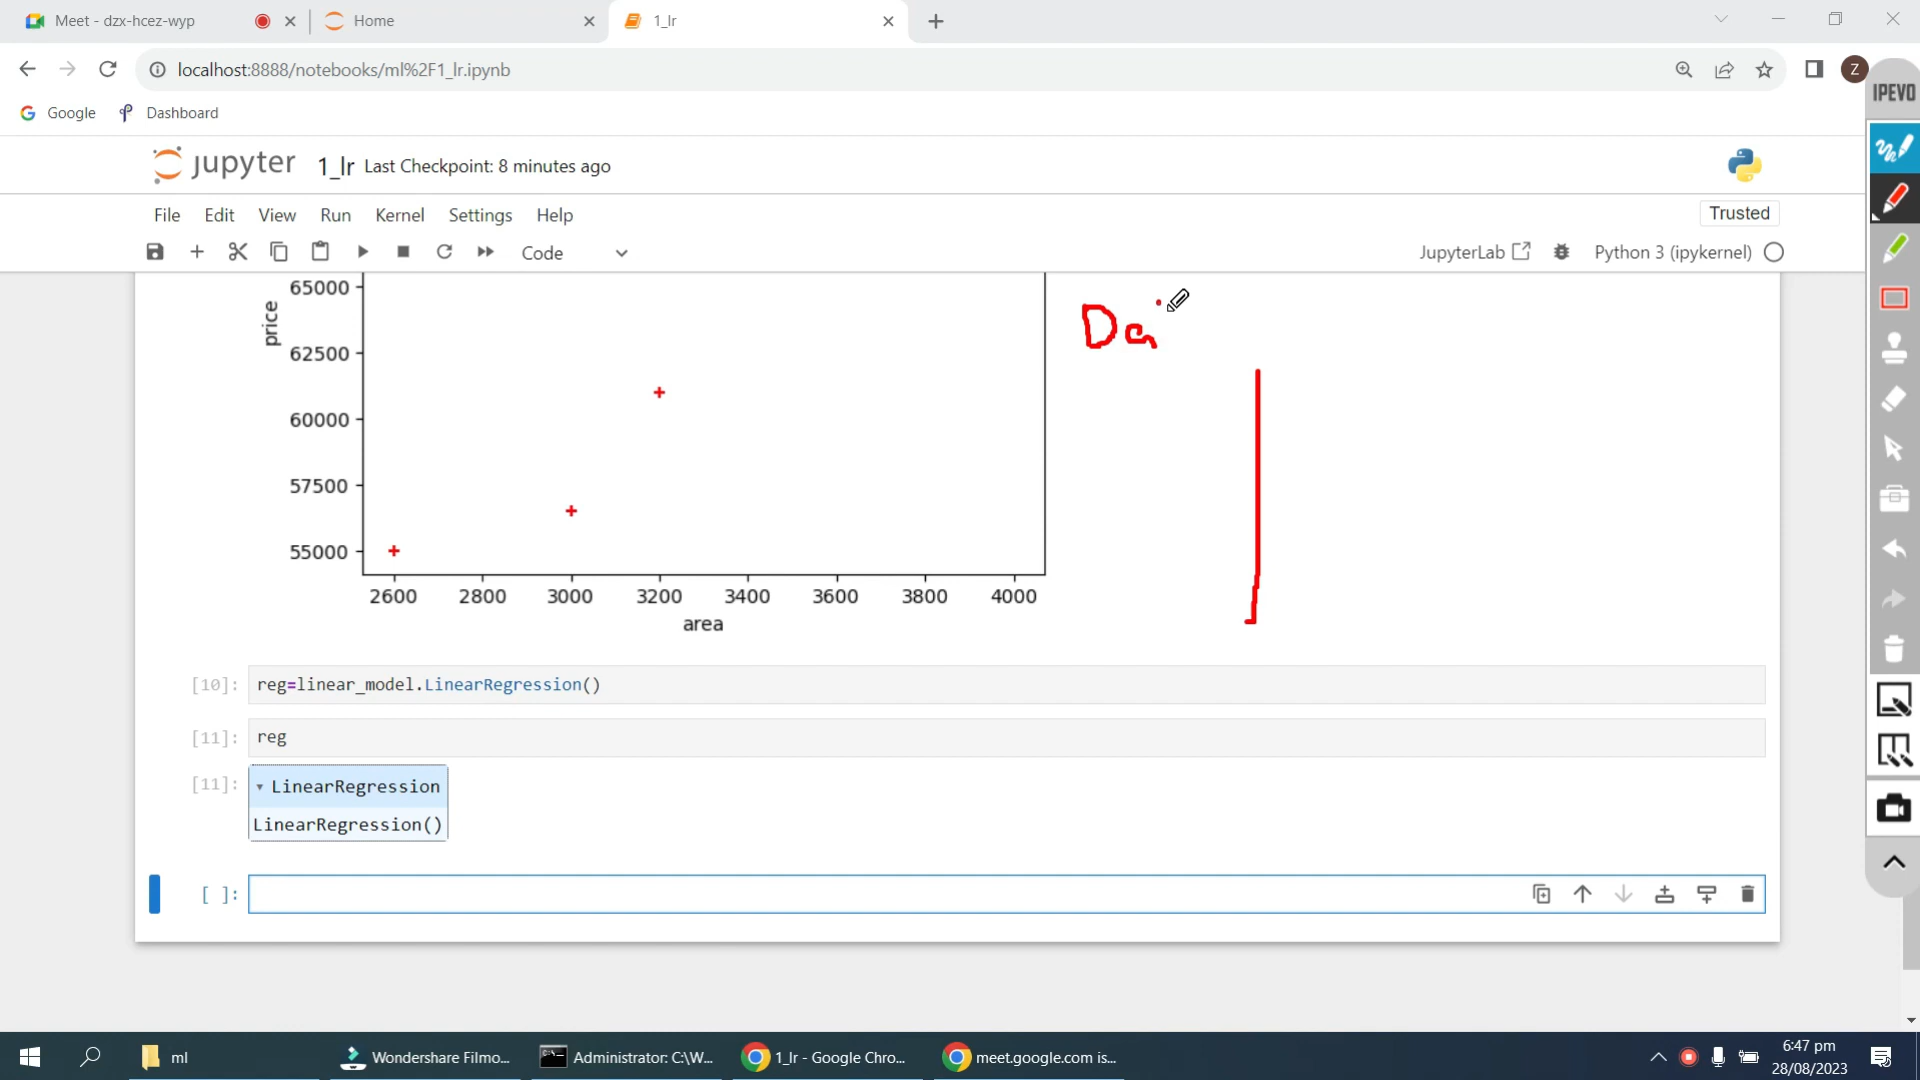 Meet - dzx-hcez-wyp
Home
1_lr
localhost:8888/notebooks/ml%2F1_lr.ipynb
Z
IPEVO
Google
Dashboard
jupyter
1_lr Last Checkpoint: 8 minutes ago
File Edit View Run Kernel Settings Help
Trusted
Code
JupyterLab
Python 3 (ipykernel)
65000
price
62500
60000
57500
55000
2600 2800 3000 3200 3400 3600 3800 4000
area
Da
[10]: reg=linear_model.LinearRegression()
[11]: reg
[11]: ▾ LinearRegression
LinearRegression()
[ ]:
ml
Wondershare Filmo...
Administrator: C:\W...
1_lr - Google Chro...
meet.google.com is...
6:47 pm
28/08/2023